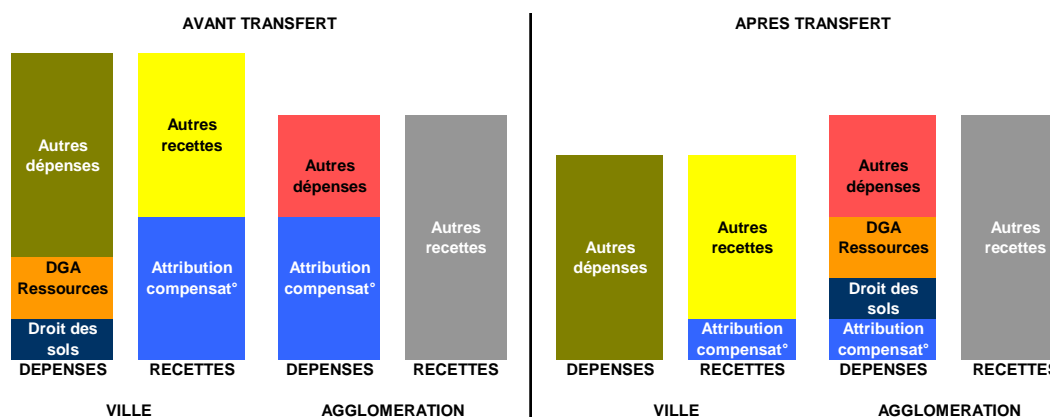 AVANT TRANSFERT
Autres
dépenses
DGA
Ressources
Droit des
sols
Autres
recettes
Attribution
compensat°
Autres
dépenses
Attribution
compensat°
Autres
recettes
DEPENSES
RECETTES
DEPENSES
RECETTES
VILLE
AGGLOMERATION
APRES TRANSFERT
Autres
dépenses
Autres
recettes
Attribution
compensat°
Autres
dépenses
DGA
Ressources
Droit des
sols
Attribution
compensat°
Autres
recettes
DEPENSES
RECETTES
DEPENSES
RECETTES
VILLE
AGGLOMERATION